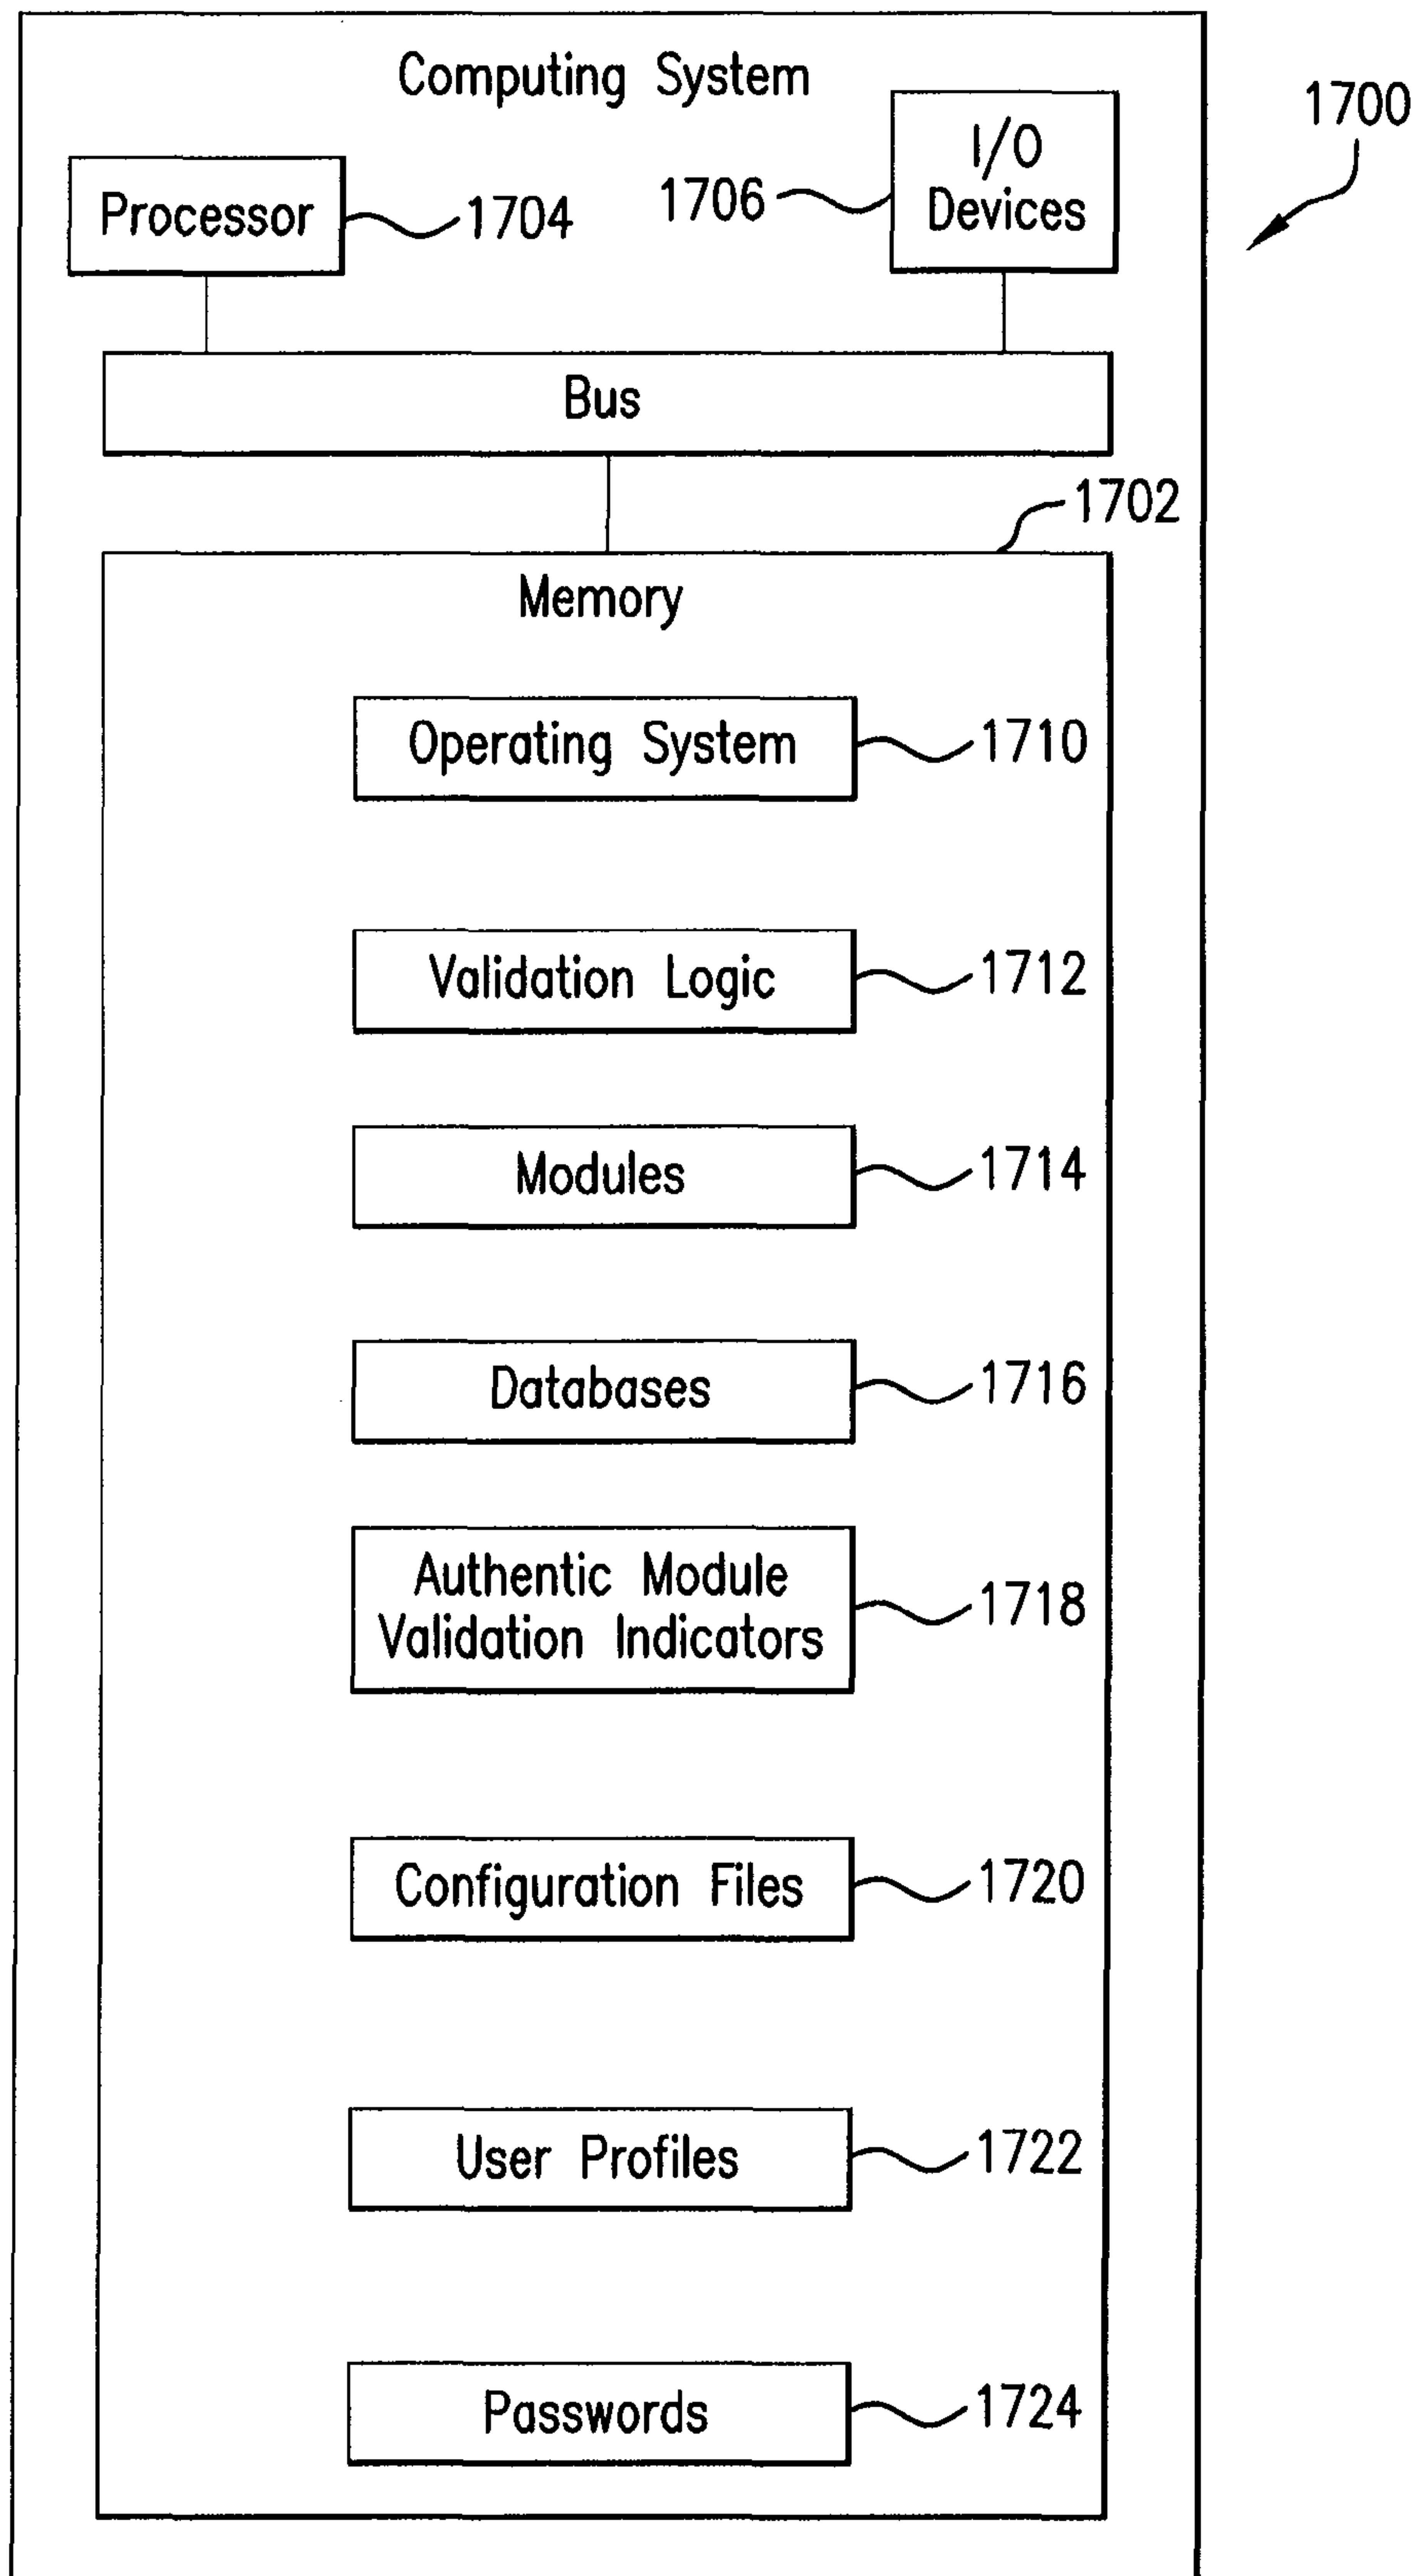 Computing System
1700
I/O
Devices
1706
Processor
1704
Bus
1702
Memory
Operating System
1710
Validation Logic
1712
Modules
1714
Databases
1716
Authentic Module
Validation Indicators
1718
Configuration Files
1720
User Profiles
1722
Passwords
1724